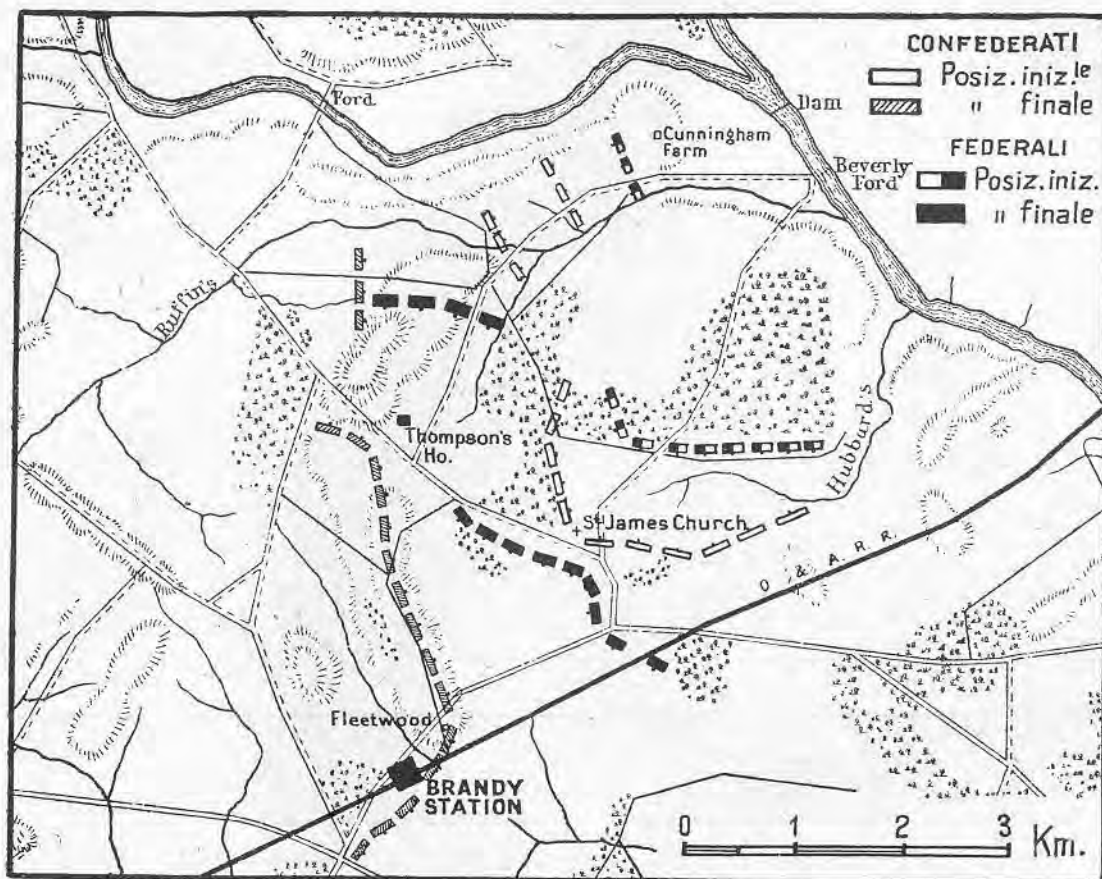 CONFEDERATI
Posiz. iniz.le
" finale
FEDERALI
Posiz. iniz.
" finale
Ford
Dam
Cunningham
Farm
Beverly
Ford
Ruffin's
Thompson's
Ho.
Hubburd's
St James Church
O & A. R. R.
Fleetwood
BRANDY
STATION
0 1 2 3 Km.